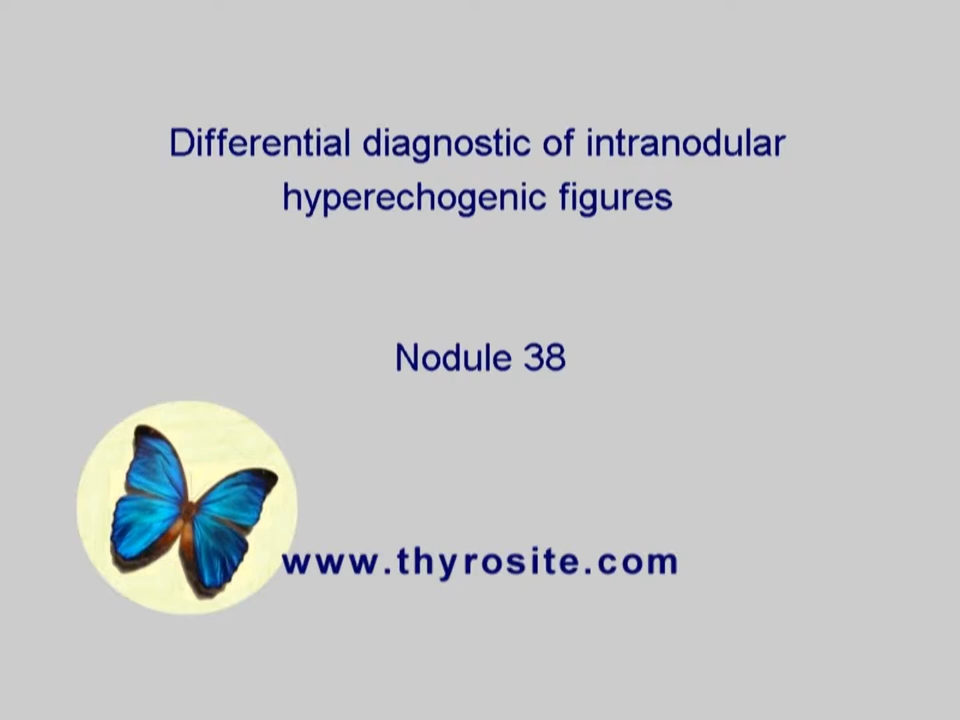 Differential diagnostic of intranodular
hyperechogenic figures
Nodule 38
www.thyrosite.com